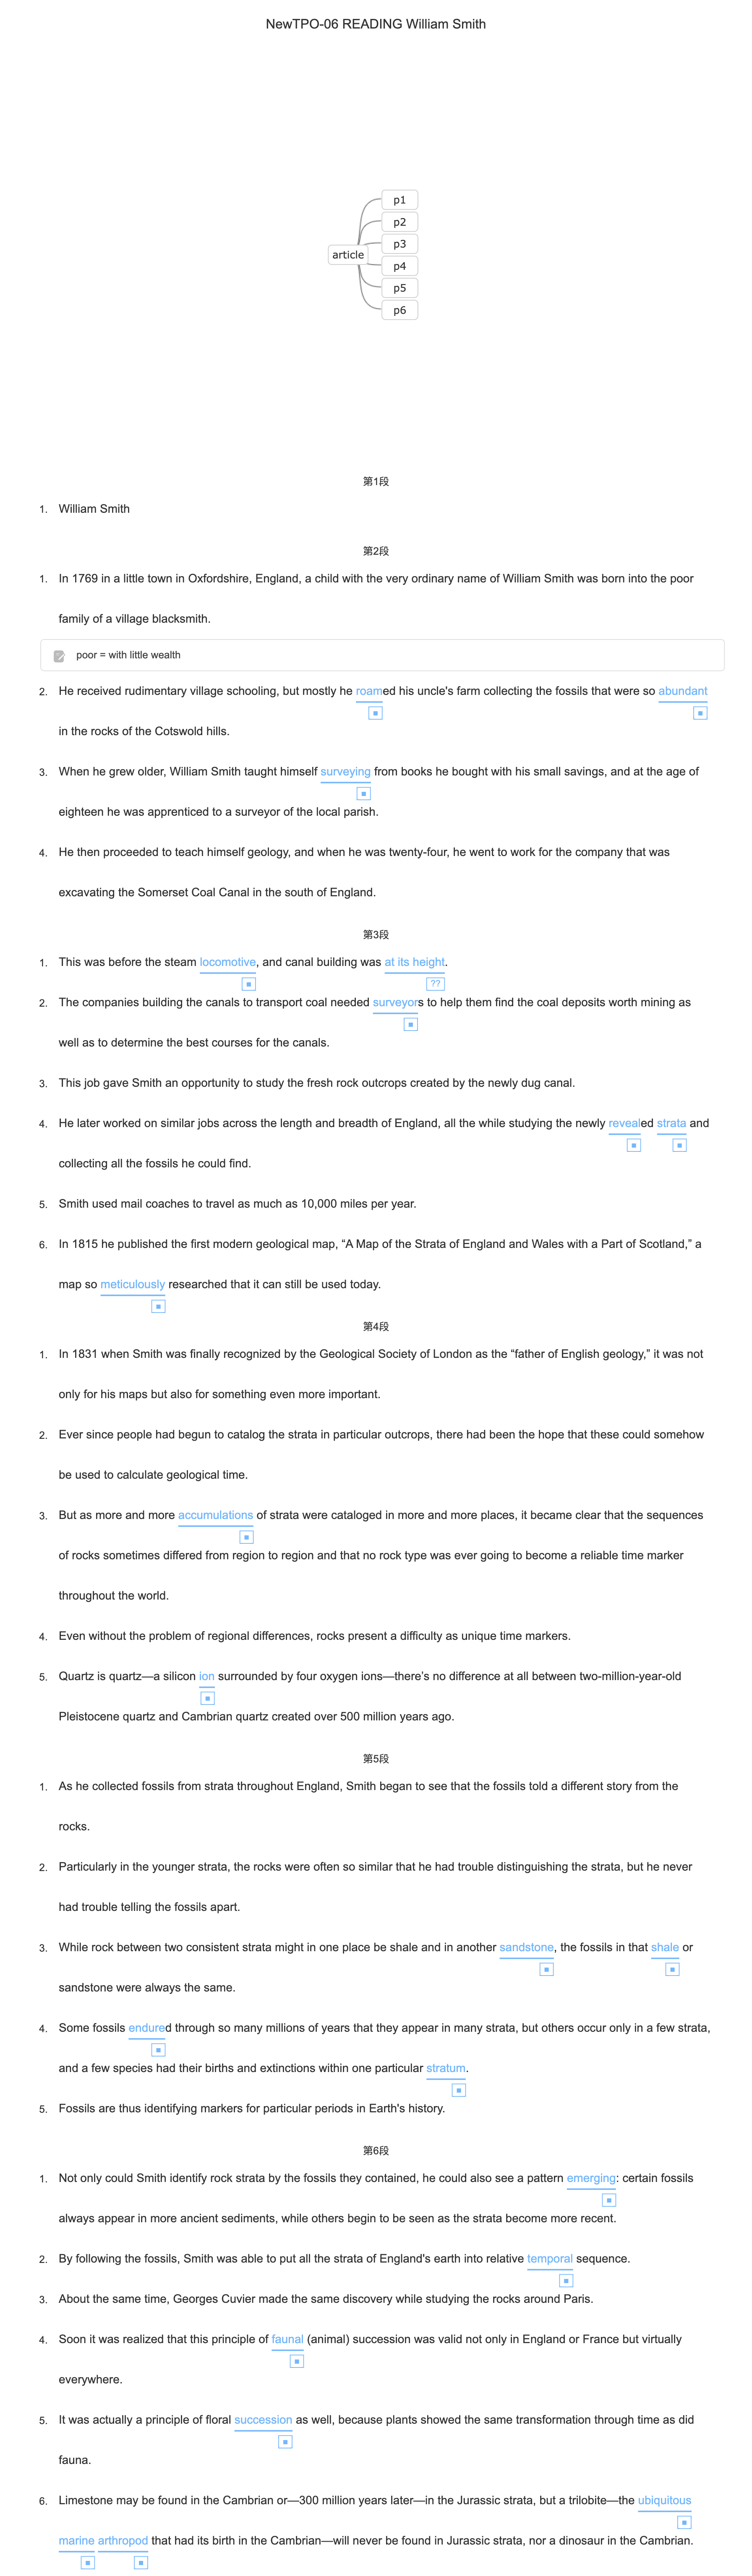 NewTPO-06 READING William Smith
article
p1
p2
p3
p4
p5
p6
第1段
1. William Smith
第2段
1. In 1769 in a little town in Oxfordshire, England, a child with the very ordinary name of William Smith was born into the poor
family of a village blacksmith.
poor = with little wealth
2. He received rudimentary village schooling, but mostly he roamed his uncle's farm collecting the fossils that were so abundant
in the rocks of the Cotswold hills.
3. When he grew older, William Smith taught himself surveying from books he bought with his small savings, and at the age of
eighteen he was apprenticed to a surveyor of the local parish.
4. He then proceeded to teach himself geology, and when he was twenty-four, he went to work for the company that was
excavating the Somerset Coal Canal in the south of England.
第3段
1. This was before the steam locomotive, and canal building was at its height.
??
2. The companies building the canals to transport coal needed surveyors to help them find the coal deposits worth mining as
well as to determine the best courses for the canals.
3. This job gave Smith an opportunity to study the fresh rock outcrops created by the newly dug canal.
4. He later worked on similar jobs across the length and breadth of England, all the while studying the newly revealed strata and
collecting all the fossils he could find.
5. Smith used mail coaches to travel as much as 10,000 miles per year.
6. In 1815 he published the first modern geological map, “A Map of the Strata of England and Wales with a Part of Scotland,” a
map so meticulously researched that it can still be used today.
第4段
1. In 1831 when Smith was finally recognized by the Geological Society of London as the “father of English geology,” it was not
only for his maps but also for something even more important.
2. Ever since people had begun to catalog the strata in particular outcrops, there had been the hope that these could somehow
be used to calculate geological time.
3. But as more and more accumulations of strata were cataloged in more and more places, it became clear that the sequences
of rocks sometimes differed from region to region and that no rock type was ever going to become a reliable time marker
throughout the world.
4. Even without the problem of regional differences, rocks present a difficulty as unique time markers.
5. Quartz is quartz—a silicon ion surrounded by four oxygen ions—there’s no difference at all between two-million-year-old
Pleistocene quartz and Cambrian quartz created over 500 million years ago.
第5段
1. As he collected fossils from strata throughout England, Smith began to see that the fossils told a different story from the
rocks.
2. Particularly in the younger strata, the rocks were often so similar that he had trouble distinguishing the strata, but he never
had trouble telling the fossils apart.
3. While rock between two consistent strata might in one place be shale and in another sandstone, the fossils in that shale or
sandstone were always the same.
4. Some fossils endured through so many millions of years that they appear in many strata, but others occur only in a few strata,
and a few species had their births and extinctions within one particular stratum.
5. Fossils are thus identifying markers for particular periods in Earth's history.
第6段
1. Not only could Smith identify rock strata by the fossils they contained, he could also see a pattern emerging: certain fossils
always appear in more ancient sediments, while others begin to be seen as the strata become more recent.
2. By following the fossils, Smith was able to put all the strata of England's earth into relative temporal sequence.
3. About the same time, Georges Cuvier made the same discovery while studying the rocks around Paris.
4. Soon it was realized that this principle of faunal (animal) succession was valid not only in England or France but virtually
everywhere.
5. It was actually a principle of floral succession as well, because plants showed the same transformation through time as did
fauna.
6. Limestone may be found in the Cambrian or—300 million years later—in the Jurassic strata, but a trilobite—the ubiquitous
marine arthropod that had its birth in the Cambrian—will never be found in Jurassic strata, nor a dinosaur in the Cambrian.